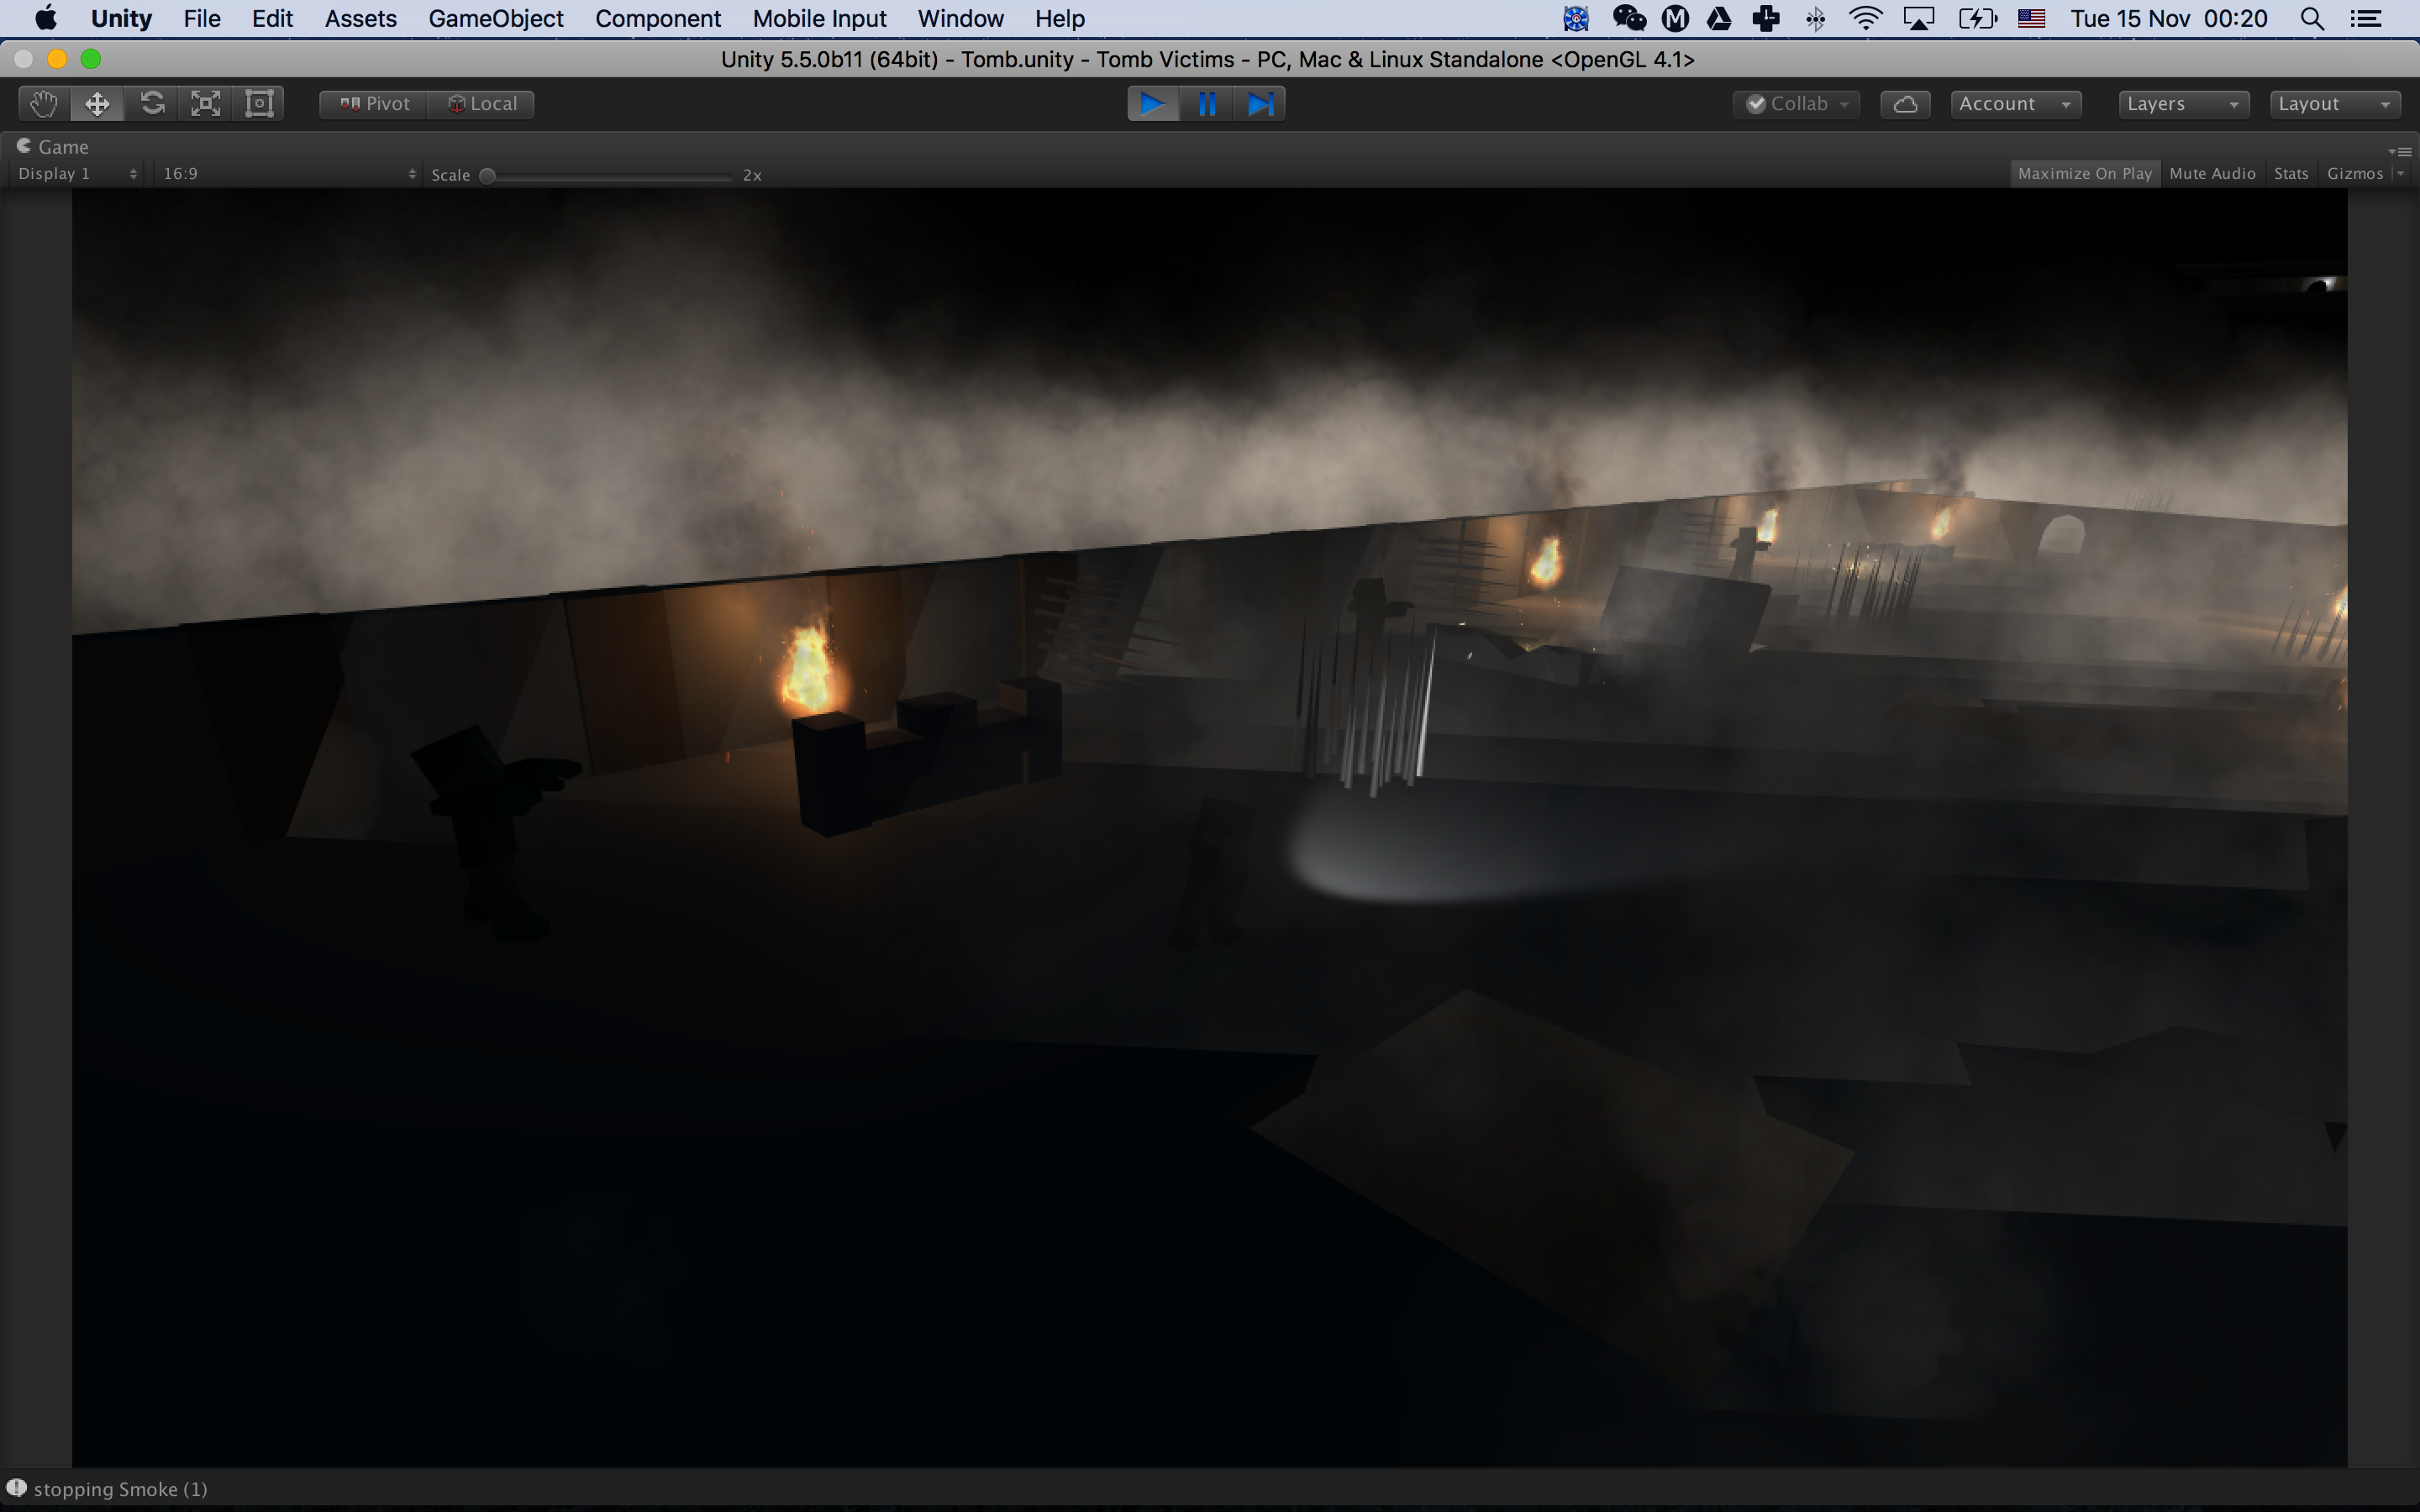 Unity File Edit Assets GameObject Component Mobile Input Window Help Tue 15 Nov 00:20
Unity 5.5.0b11 (64bit) - Tomb.unity - Tomb Victims - PC, Mac & Linux Standalone <OpenGL 4.1>
Pivot Local Collab Account Layers Layout
Game
Display 1 16:9 Scale 2x Maximize On Play Mute Audio Stats Gizmos
stopping Smoke (1)